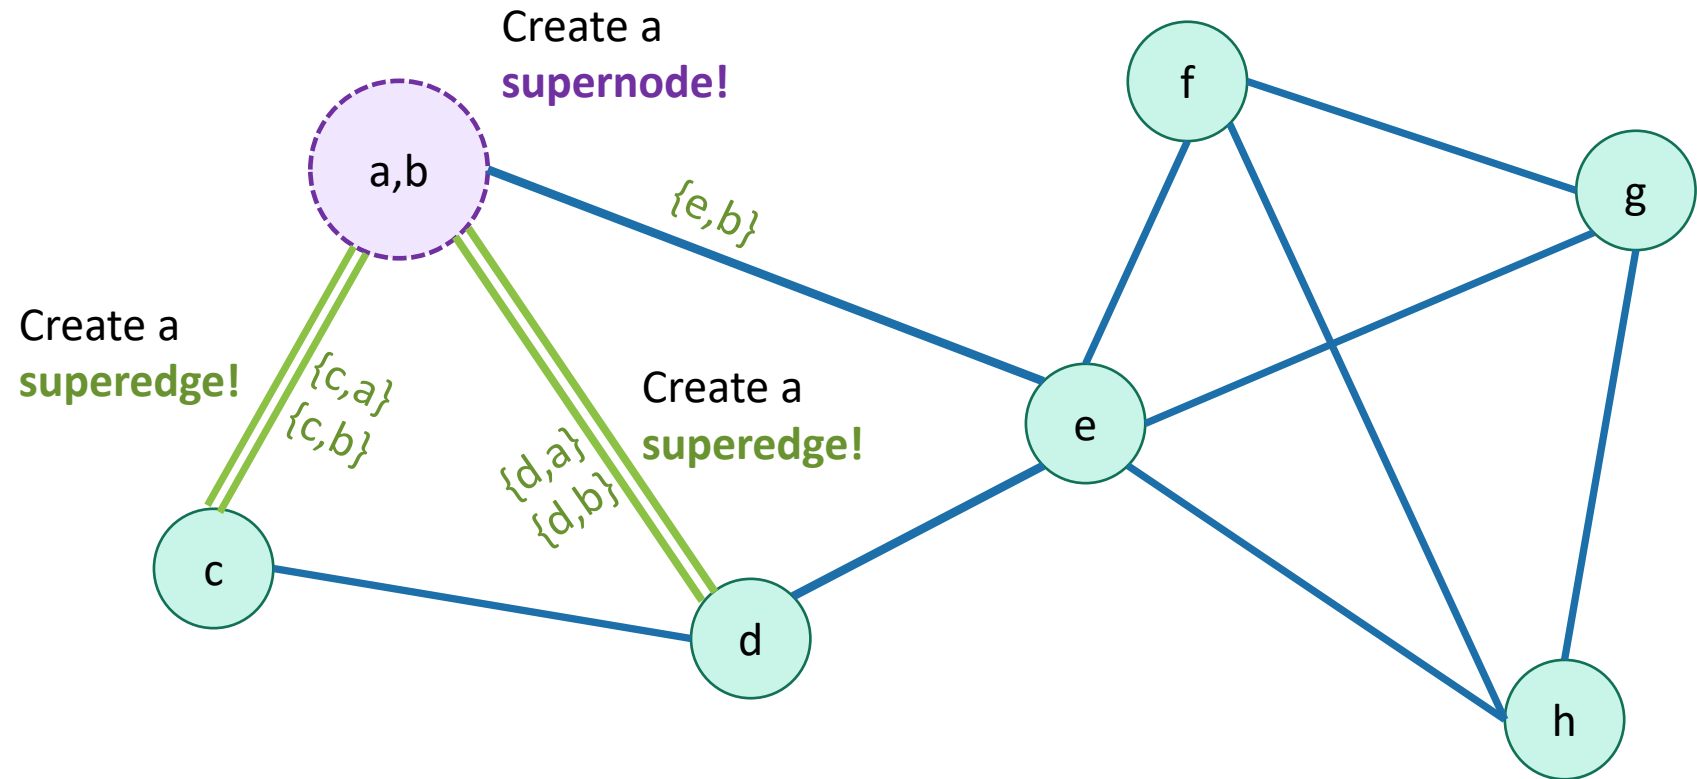 Create a
supernode!
a,b
{e,b}
f
g
Create a
superedge!
{c,a}
{c,b}
{d,a}
{d,b}
Create a
superedge!
e
c
d
h